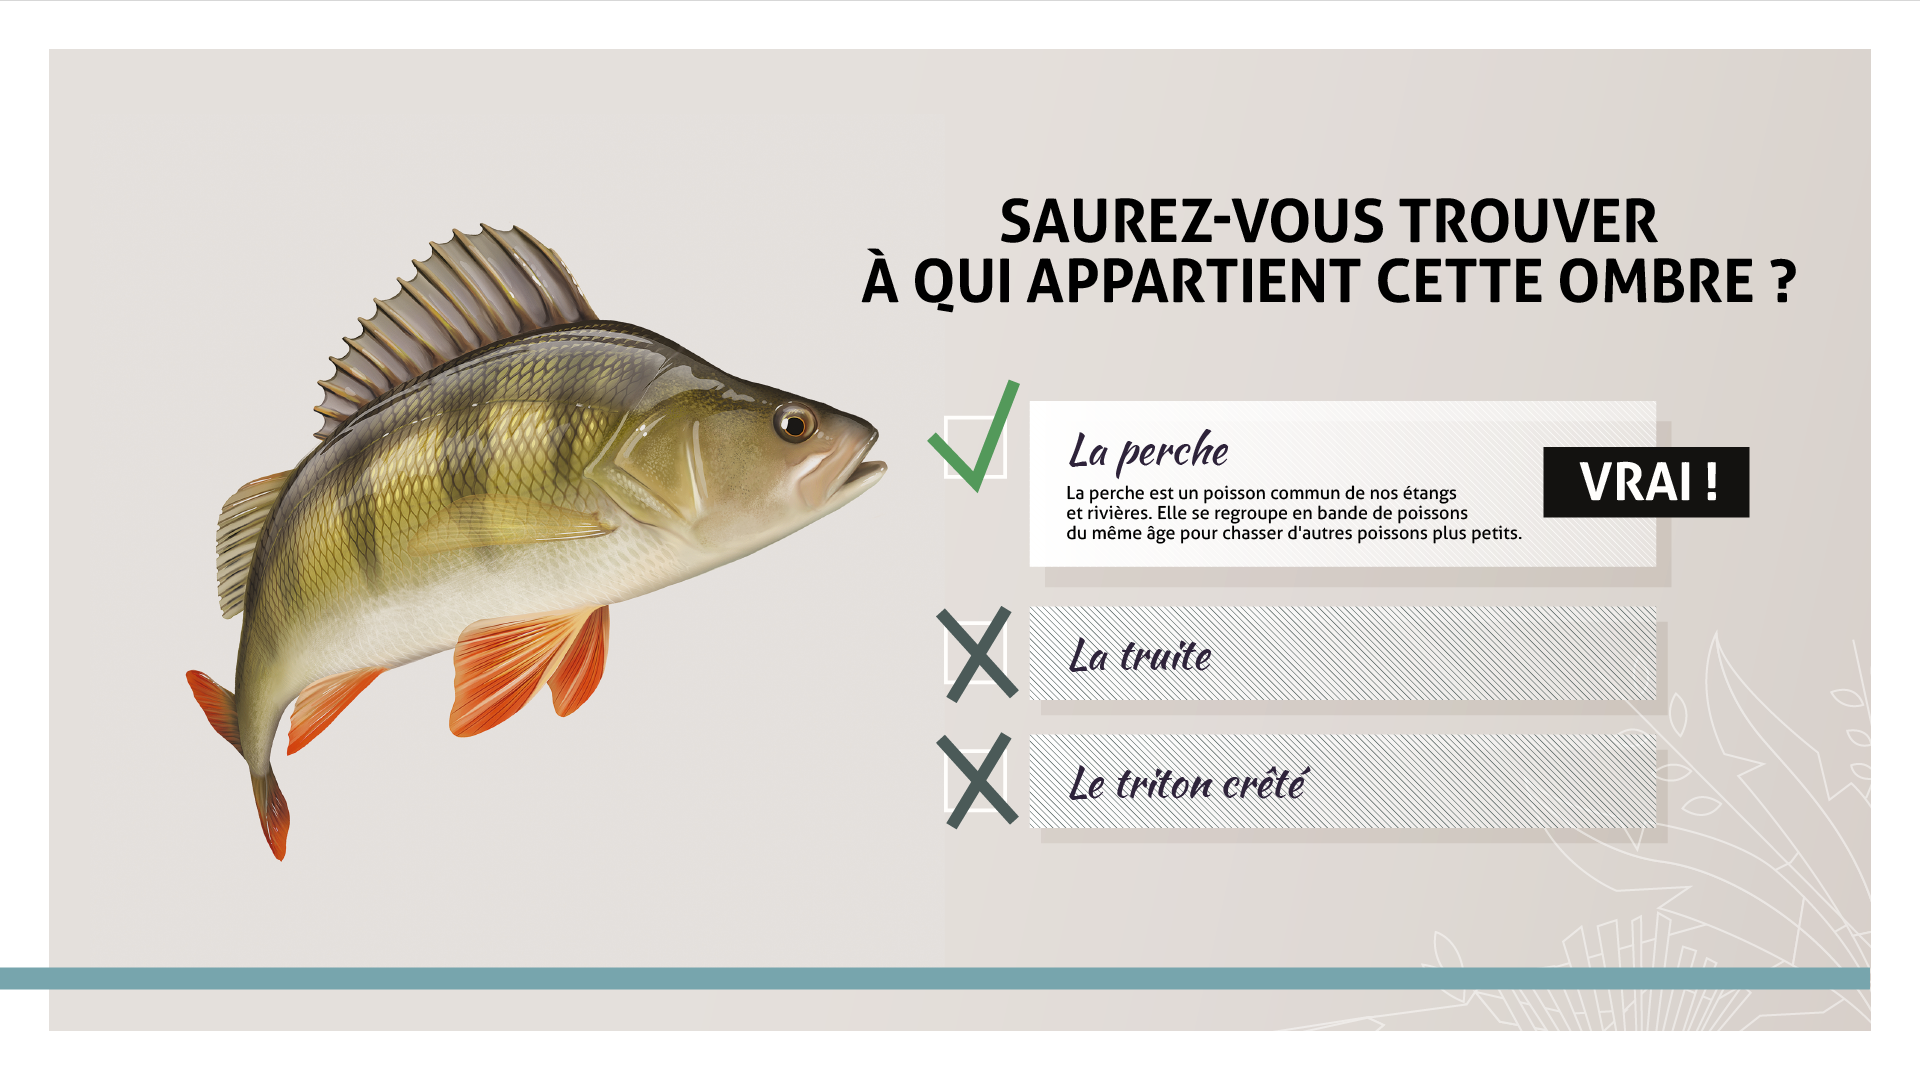 SAUREZ-VOUS TROUVER
À QUI APPARTIENT CETTE OMBRE ?
La perche
La perche est un poisson commun de nos étangs
et rivières. Elle se regroupe en bande de poissons
du même âge pour chasser d'autres poissons plus petits.
VRAI !
La truite
Le triton crêté